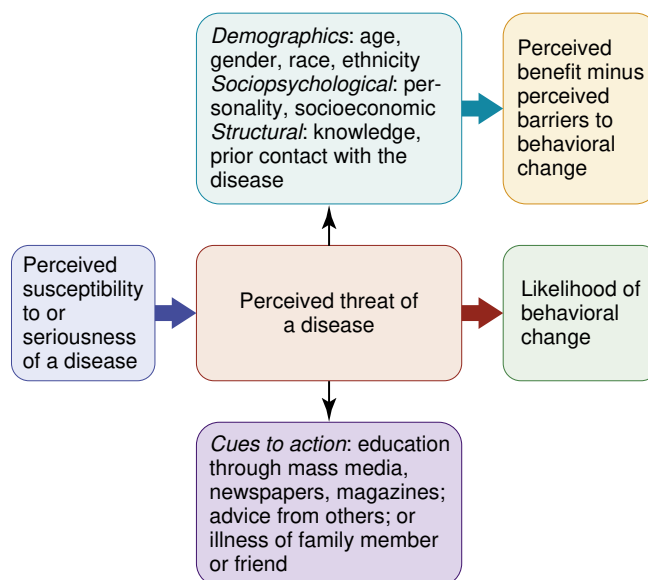 Demographics: age,
gender, race, ethnicity
Sociopsychological: per-
sonality, socioeconomic
Structural: knowledge,
prior contact with the
disease
Perceived
benefit minus
perceived
barriers to
behavioral
change
Perceived
susceptibility
to or
seriousness
of a disease
Perceived threat of
a disease
Likelihood of
behavioral
change
Cues to action: education
through mass media,
newspapers, magazines;
advice from others; or
illness of family member
or friend